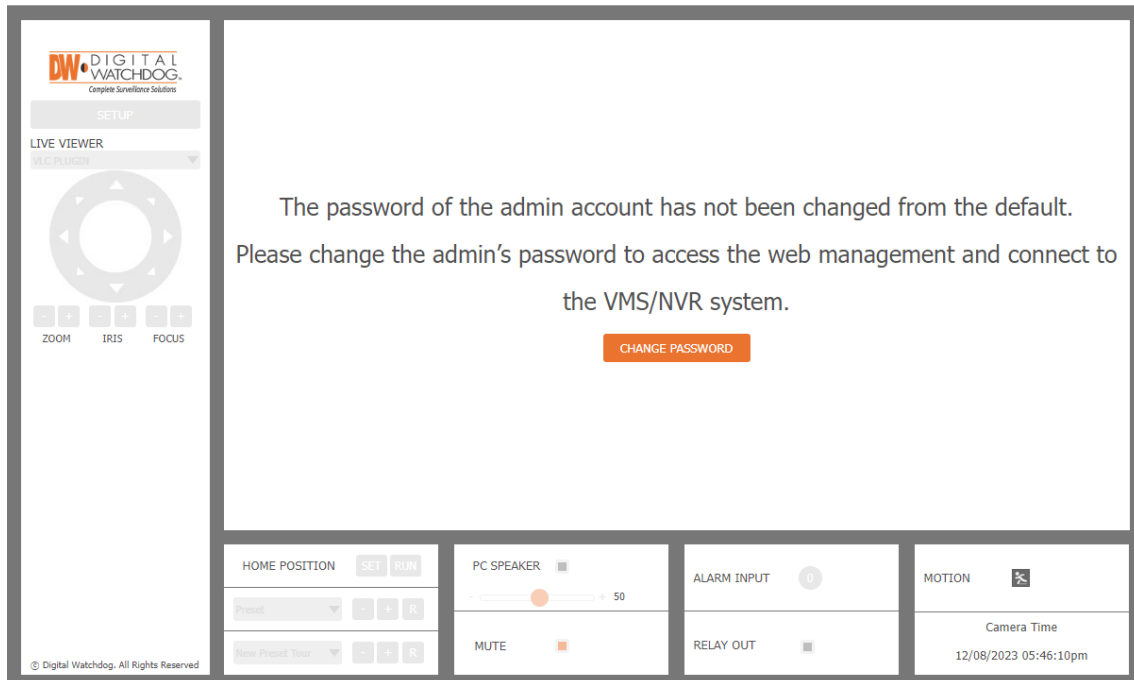 DW DIGITAL
WATCHDOG®
Complete Surveillance Solutions
SETUP
LIVE VIEWER
VLC PLUGIN
- + - + - +
ZOOM IRIS FOCUS
© Digital Watchdog. All Rights Reserved
The password of the admin account has not been changed from the default.
Please change the admin’s password to access the web management and connect to
the VMS/NVR system.
CHANGE PASSWORD
HOME POSITION SET RUN
Preset - + R
New Preset Tour - + R
PC SPEAKER
- + 50
MUTE
ALARM INPUT 0
RELAY OUT
MOTION
Camera Time
12/08/2023 05:46:10pm